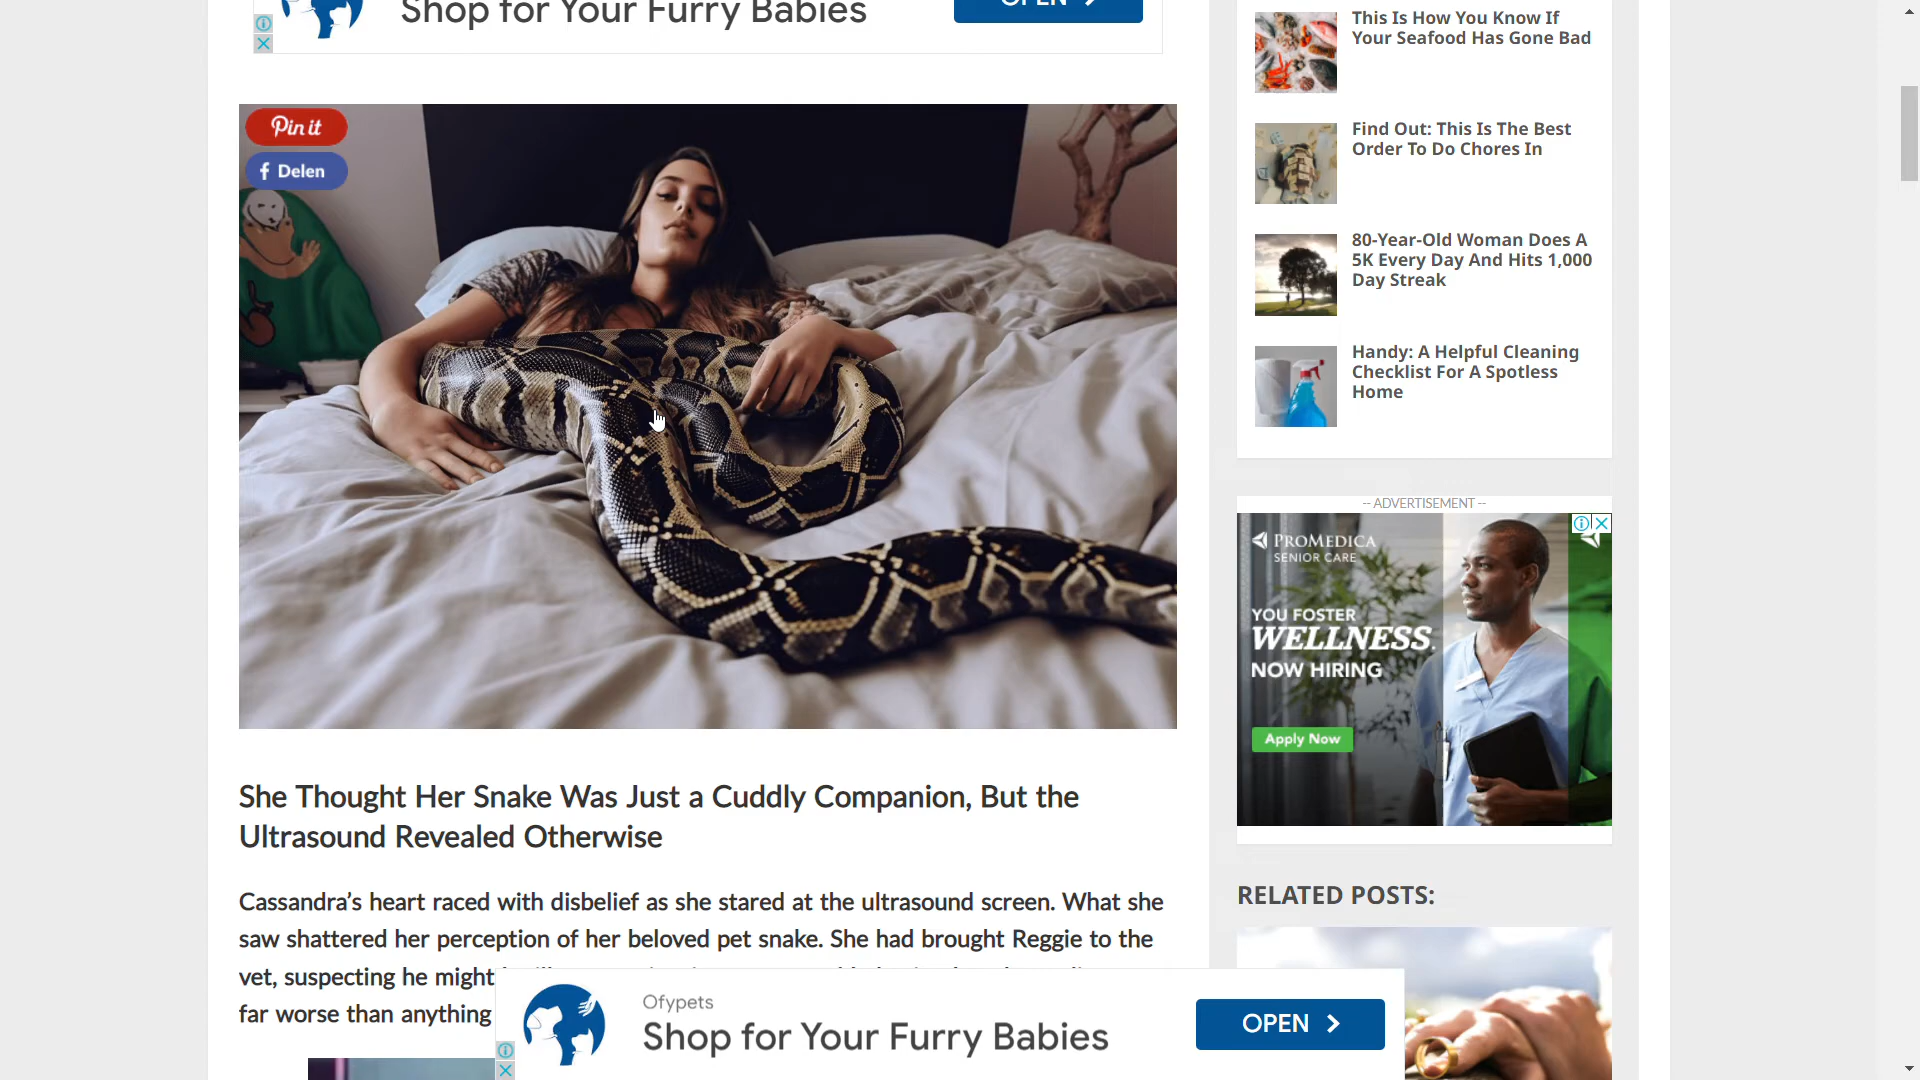 Shop for Your Furry Babies
OPEN
Pin it
f Delen
She Thought Her Snake Was Just a Cuddly Companion, But the
Ultrasound Revealed Otherwise
Cassandra’s heart raced with disbelief as she stared at the ultrasound screen. What she
saw shattered her perception of her beloved pet snake. She had brought Reggie to the
vet, suspecting he might
far worse than anything
This Is How You Know If
Your Seafood Has Gone Bad
Find Out: This Is The Best
Order To Do Chores In
80-Year-Old Woman Does A
5K Every Day And Hits 1,000
Day Streak
Handy: A Helpful Cleaning
Checklist For A Spotless
Home
-- ADVERTISEMENT --
PROMEDICA
SENIOR CARE
YOU FOSTER
WELLNESS.
NOW HIRING
Apply Now
RELATED POSTS:
Ofypets
Shop for Your Furry Babies
OPEN